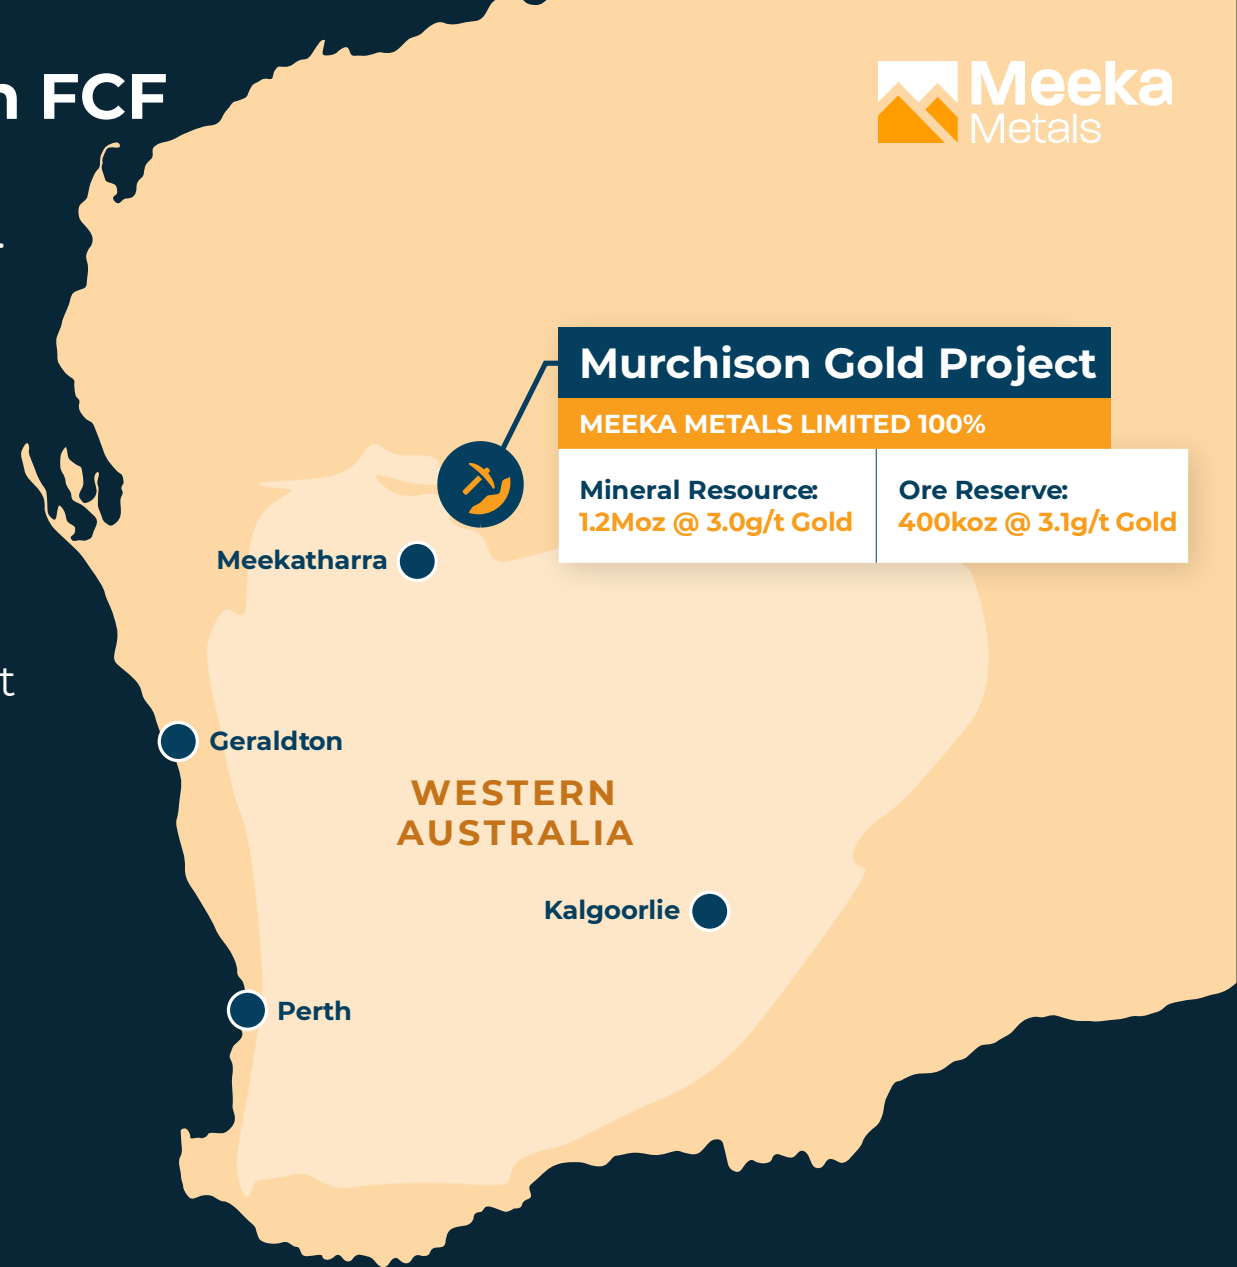 FCF
Meeka
Metals
Murchison Gold Project
MEEKA METALS LIMITED 100%
Mineral Resource:
1.2Moz @ 3.0g/t Gold
Ore Reserve:
400koz @ 3.1g/t Gold
Meekatharra
Geraldton
WESTERN
AUSTRALIA
Kalgoorlie
Perth